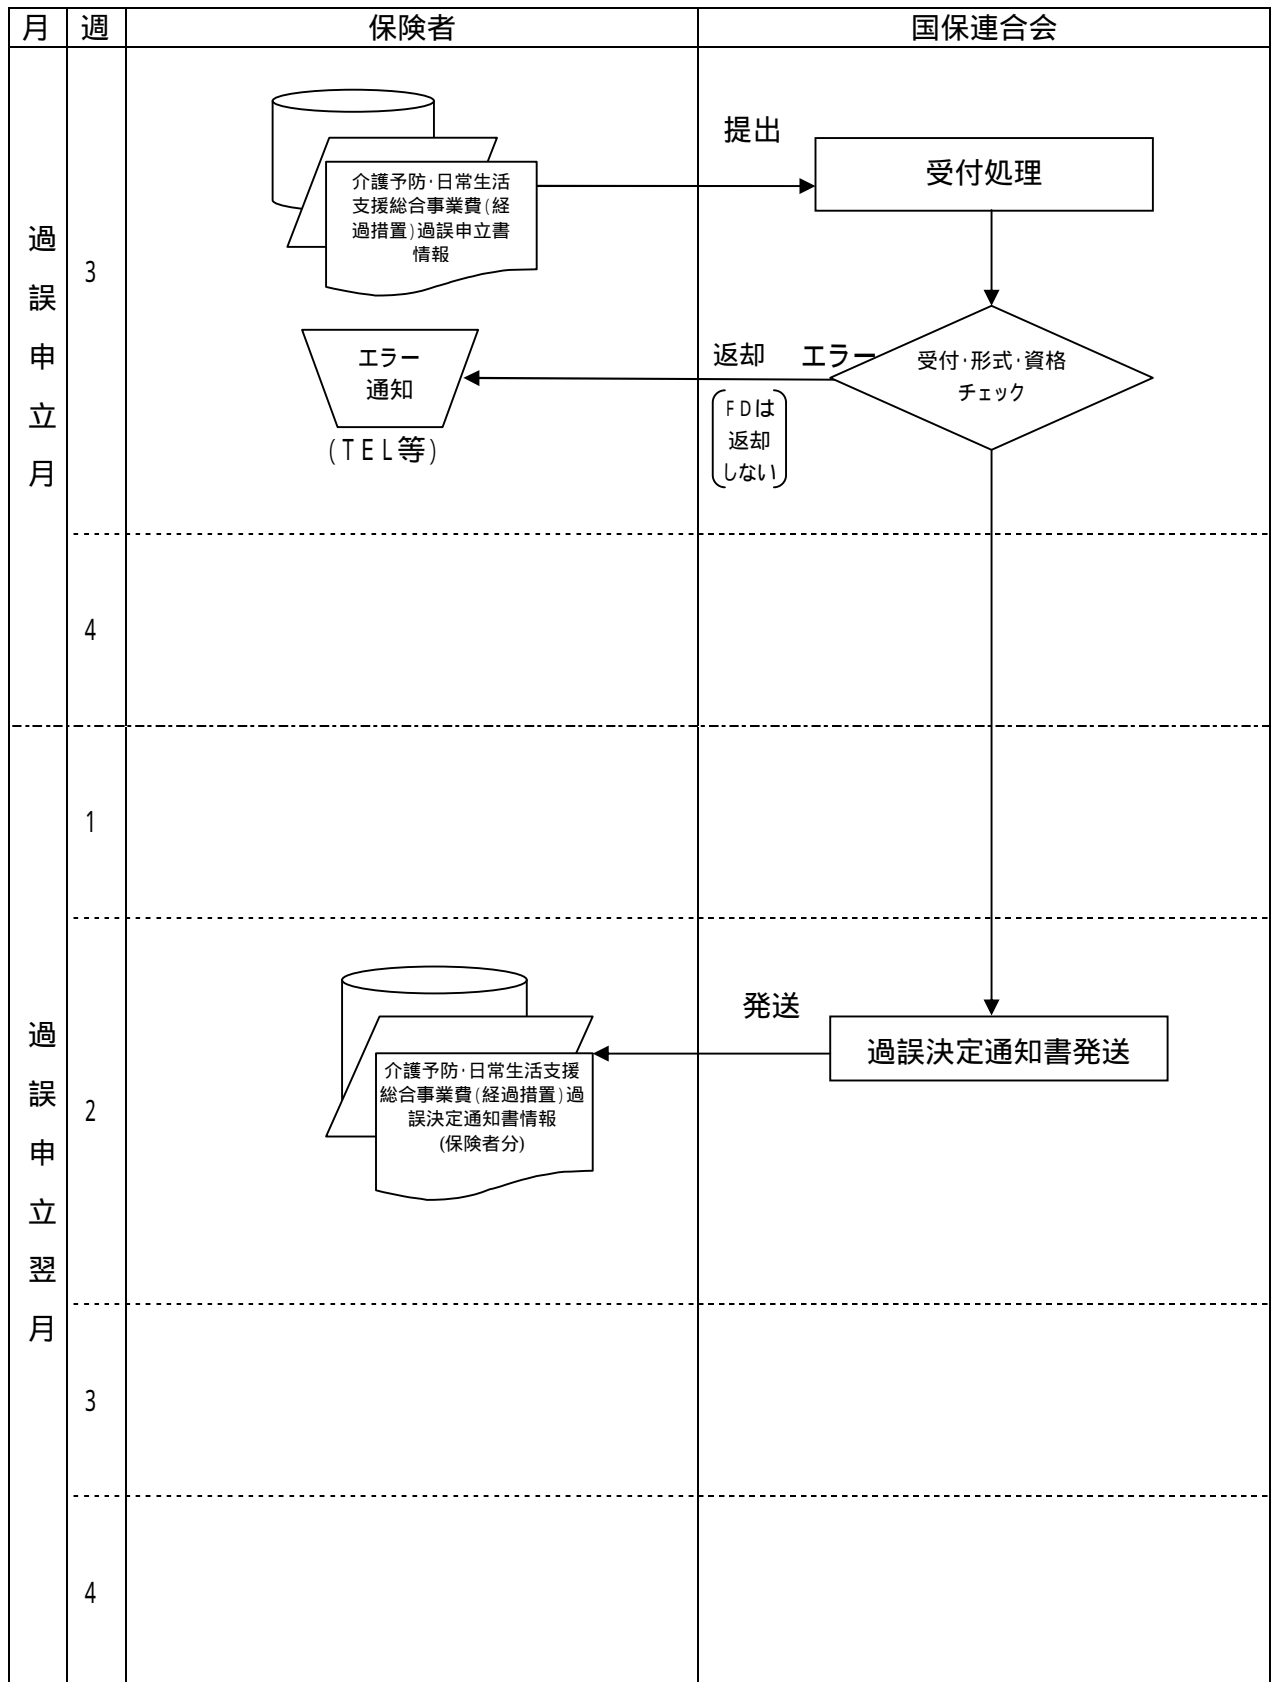 月 週 保険者 国保連合会
過誤申立月
3
提出
受付処理
介護予防・日常生活
支援総合事業費(経
過措置)過誤申立書
情報
エラー
通知
(TEL等)
返却 エラー
FDは
返却
しない
受付・形式・資格
チェック
4
過誤申立翌月
1
2
発送
過誤決定通知書発送
介護予防・日常生活支援
総合事業費(経過措置)過
誤決定通知書情報
(保険者分)
3
4